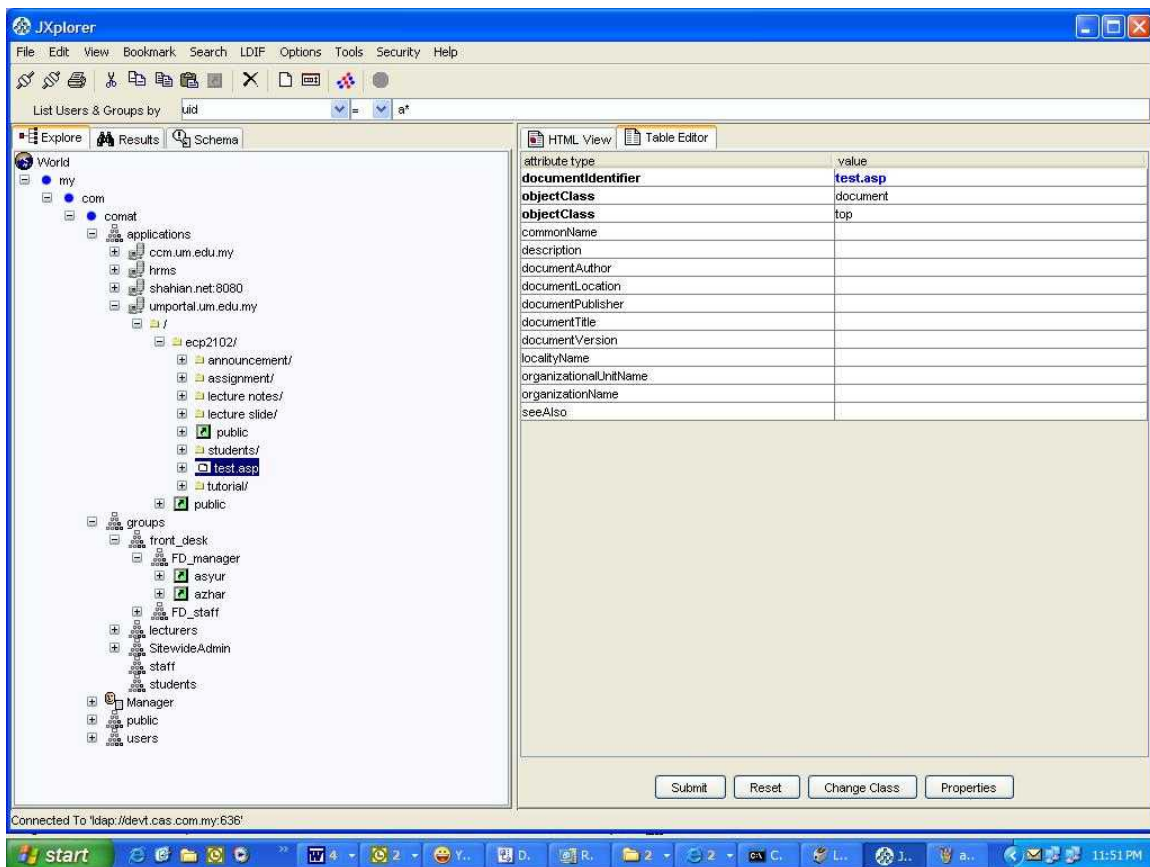 JXplorer
File Edit View Bookmark Search LDIF Options Tools Security Help
List Users & Groups by uid = a*
Explore Results Schema
World
my
com
comat
applications
ccm.um.edu.my
hrms
shahian.net:8080
umportal.um.edu.my
/
ecp2102/
announcement/
assignment/
lecture notes/
lecture slide/
public
students/
test.asp
tutorial/
public
groups
front_desk
FD_manager
asyur
azhar
FD_staff
lecturers
SitewideAdmin
staff
students
Manager
public
users
HTML View Table Editor
attribute type value
documentIdentifier test.asp
objectClass document
objectClass top
commonName
description
documentAuthor
documentLocation
documentPublisher
documentTitle
documentVersion
localityName
organizationalUnitName
organizationName
seeAlso
Submit Reset Change Class Properties
Connected To 'ldap://devt.cas.com.my:636'
start 4 2 Y.. D. R. 2 2 C. L.. J.. a.. 11:51 PM